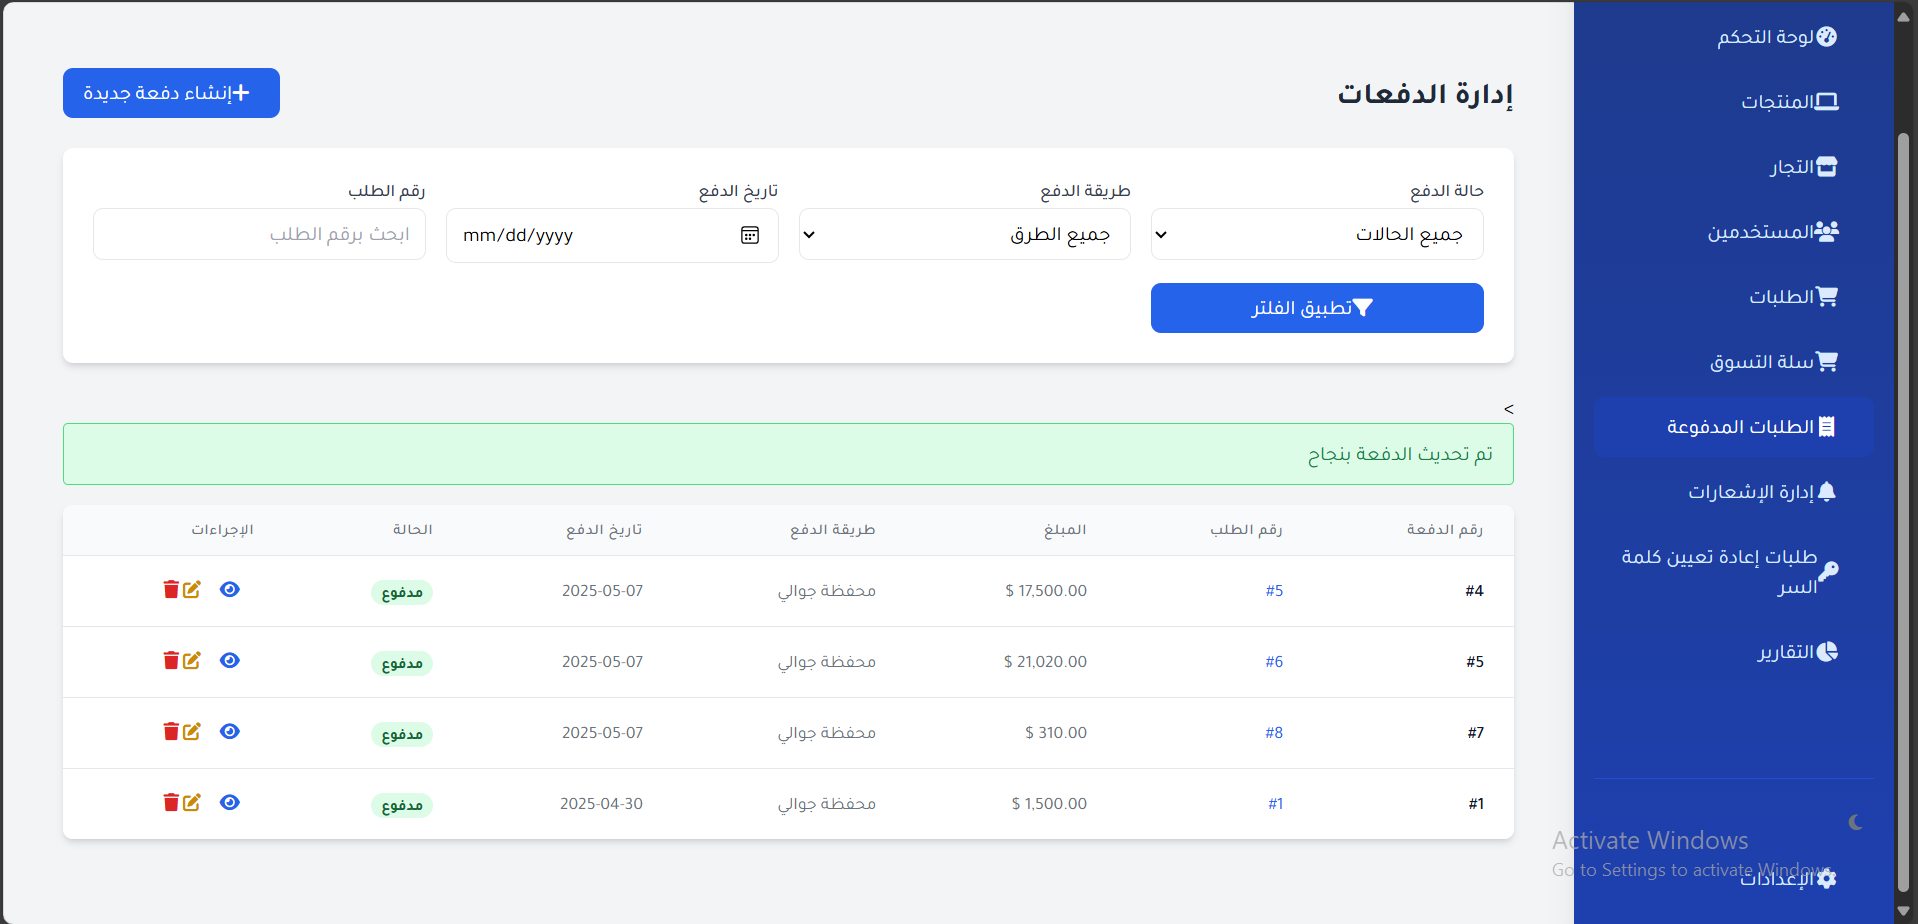 لوحة التحكم
المنتجات
التجار
المستخدمين
الطلبات
سلة التسوق
الطلبات المدفوعة
إدارة الإشعارات
طلبات إعادة تعيين كلمة
السر
التقارير
الإعدادات
إدارة الدفعات
إنشاء دفعة جديدة
حالة الدفع طريقة الدفع تاريخ الدفع رقم الطلب
جميع الحالات جميع الطرق mm/dd/yyyy ابحث برقم الطلب
تطبيق الفلتر
>
تم تحديث الدفعة بنجاح
رقم الدفعة رقم الطلب المبلغ طريقة الدفع تاريخ الدفع الحالة الإجراءات
#4 #5 $ 17,500.00 محفظة جوالي 2025-05-07 مدفوع
#5 #6 $ 21,020.00 محفظة جوالي 2025-05-07 مدفوع
#7 #8 $ 310.00 محفظة جوالي 2025-05-07 مدفوع
#1 #1 $ 1,500.00 محفظة جوالي 2025-04-30 مدفوع
Activate Windows
Go to Settings to activate Windows.